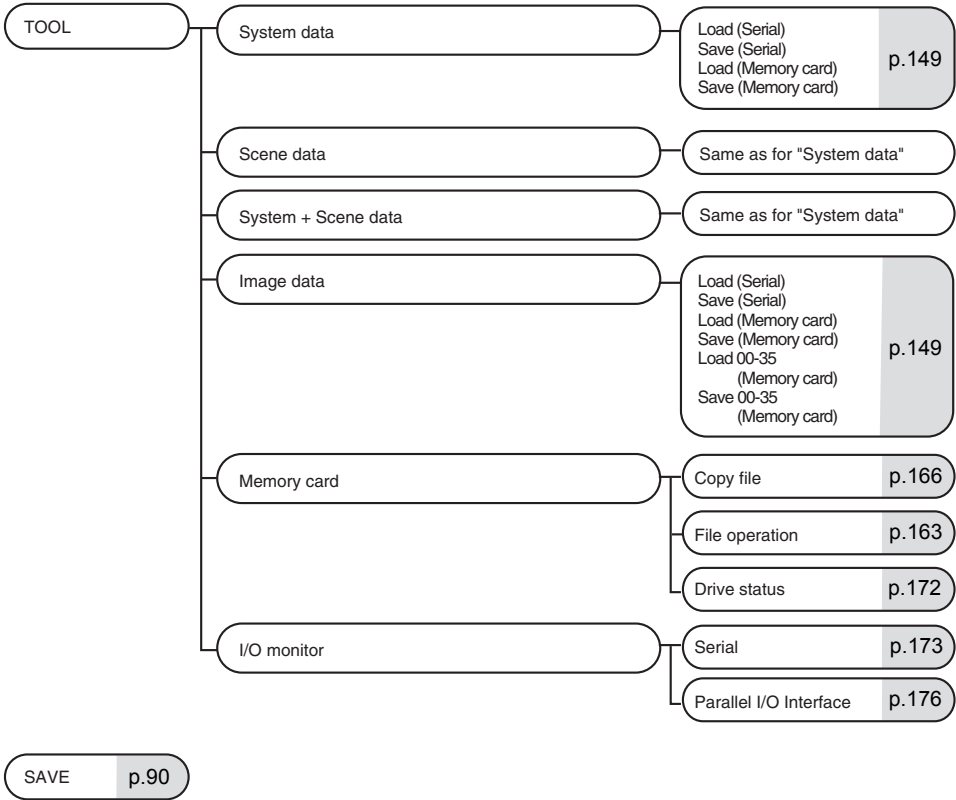 TOOL
System data
Load (Serial)
Save (Serial)
Load (Memory card)
Save (Memory card)
p.149
Scene data
Same as for "System data"
System + Scene data
Same as for "System data"
Image data
Load (Serial)
Save (Serial)
Load (Memory card)
Save (Memory card)
Load 00-35
(Memory card)
Save 00-35
(Memory card)
p.149
Memory card
Copy file p.166
File operation p.163
Drive status p.172
I/O monitor
Serial p.173
Parallel I/O Interface p.176
SAVE p.90